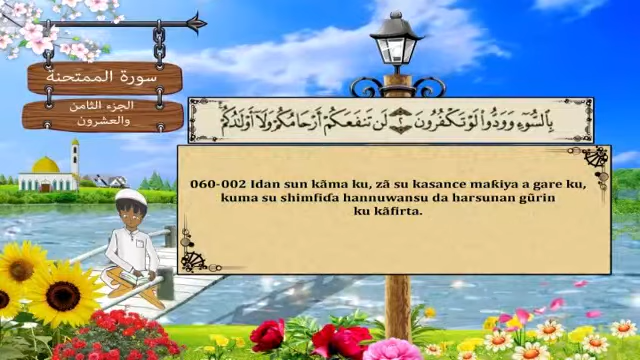 سورة الممتحنة
الجزء الثامن
والعشرون
بِٱلسُّوٓءِ وَوَدُّوا۟ لَوْ تَكْفُرُونَ ٢ لَن تَنفَعَكُمْ أَرْحَامُكُمْ وَلَآ أَوْلَٰدُكُمْ
060-002 Idan sun kãma ku, zã su kasance maƙiya a gare ku,
kuma su shimfiɗa hannuwansu da harsunan gũrin
ku kãfirta.